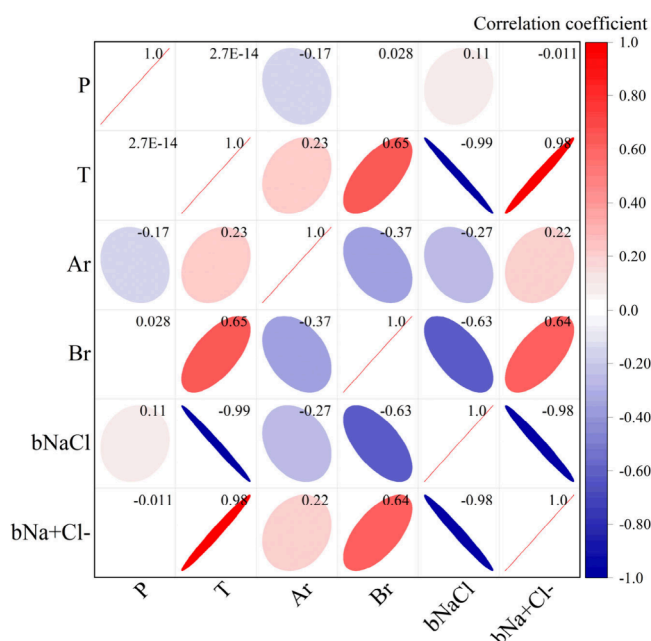 Correlation coefficient
P 1.0 2.7E-14 -0.17 0.028 0.11 -0.011
T 2.7E-14 1.0 0.23 0.65 -0.99 0.98
Ar -0.17 0.23 1.0 -0.37 -0.27 0.22
Br 0.028 0.65 -0.37 1.0 -0.63 0.64
bNaCl 0.11 -0.99 -0.27 -0.63 1.0 -0.98
bNa+Cl- -0.011 0.98 0.22 0.64 -0.98 1.0
P T Ar Br bNaCl bNa+Cl-
1.0
0.80
0.60
0.40
0.20
0.0
-0.20
-0.40
-0.60
-0.80
-1.0